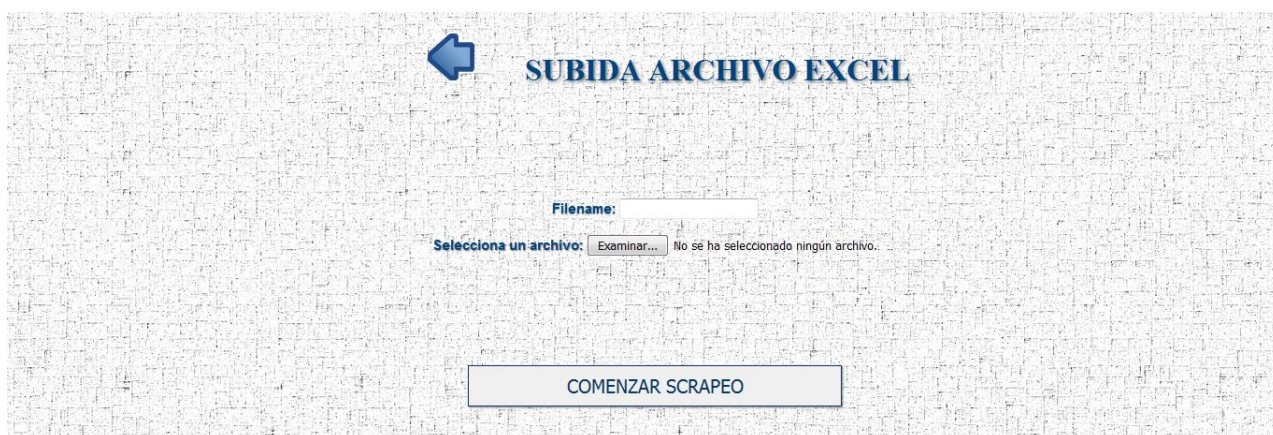 SUBIDA ARCHIVO EXCEL
Filename:
Selecciona un archivo: Examinar... No se ha seleccionado ningún archivo.
COMENZAR SCRAPEO